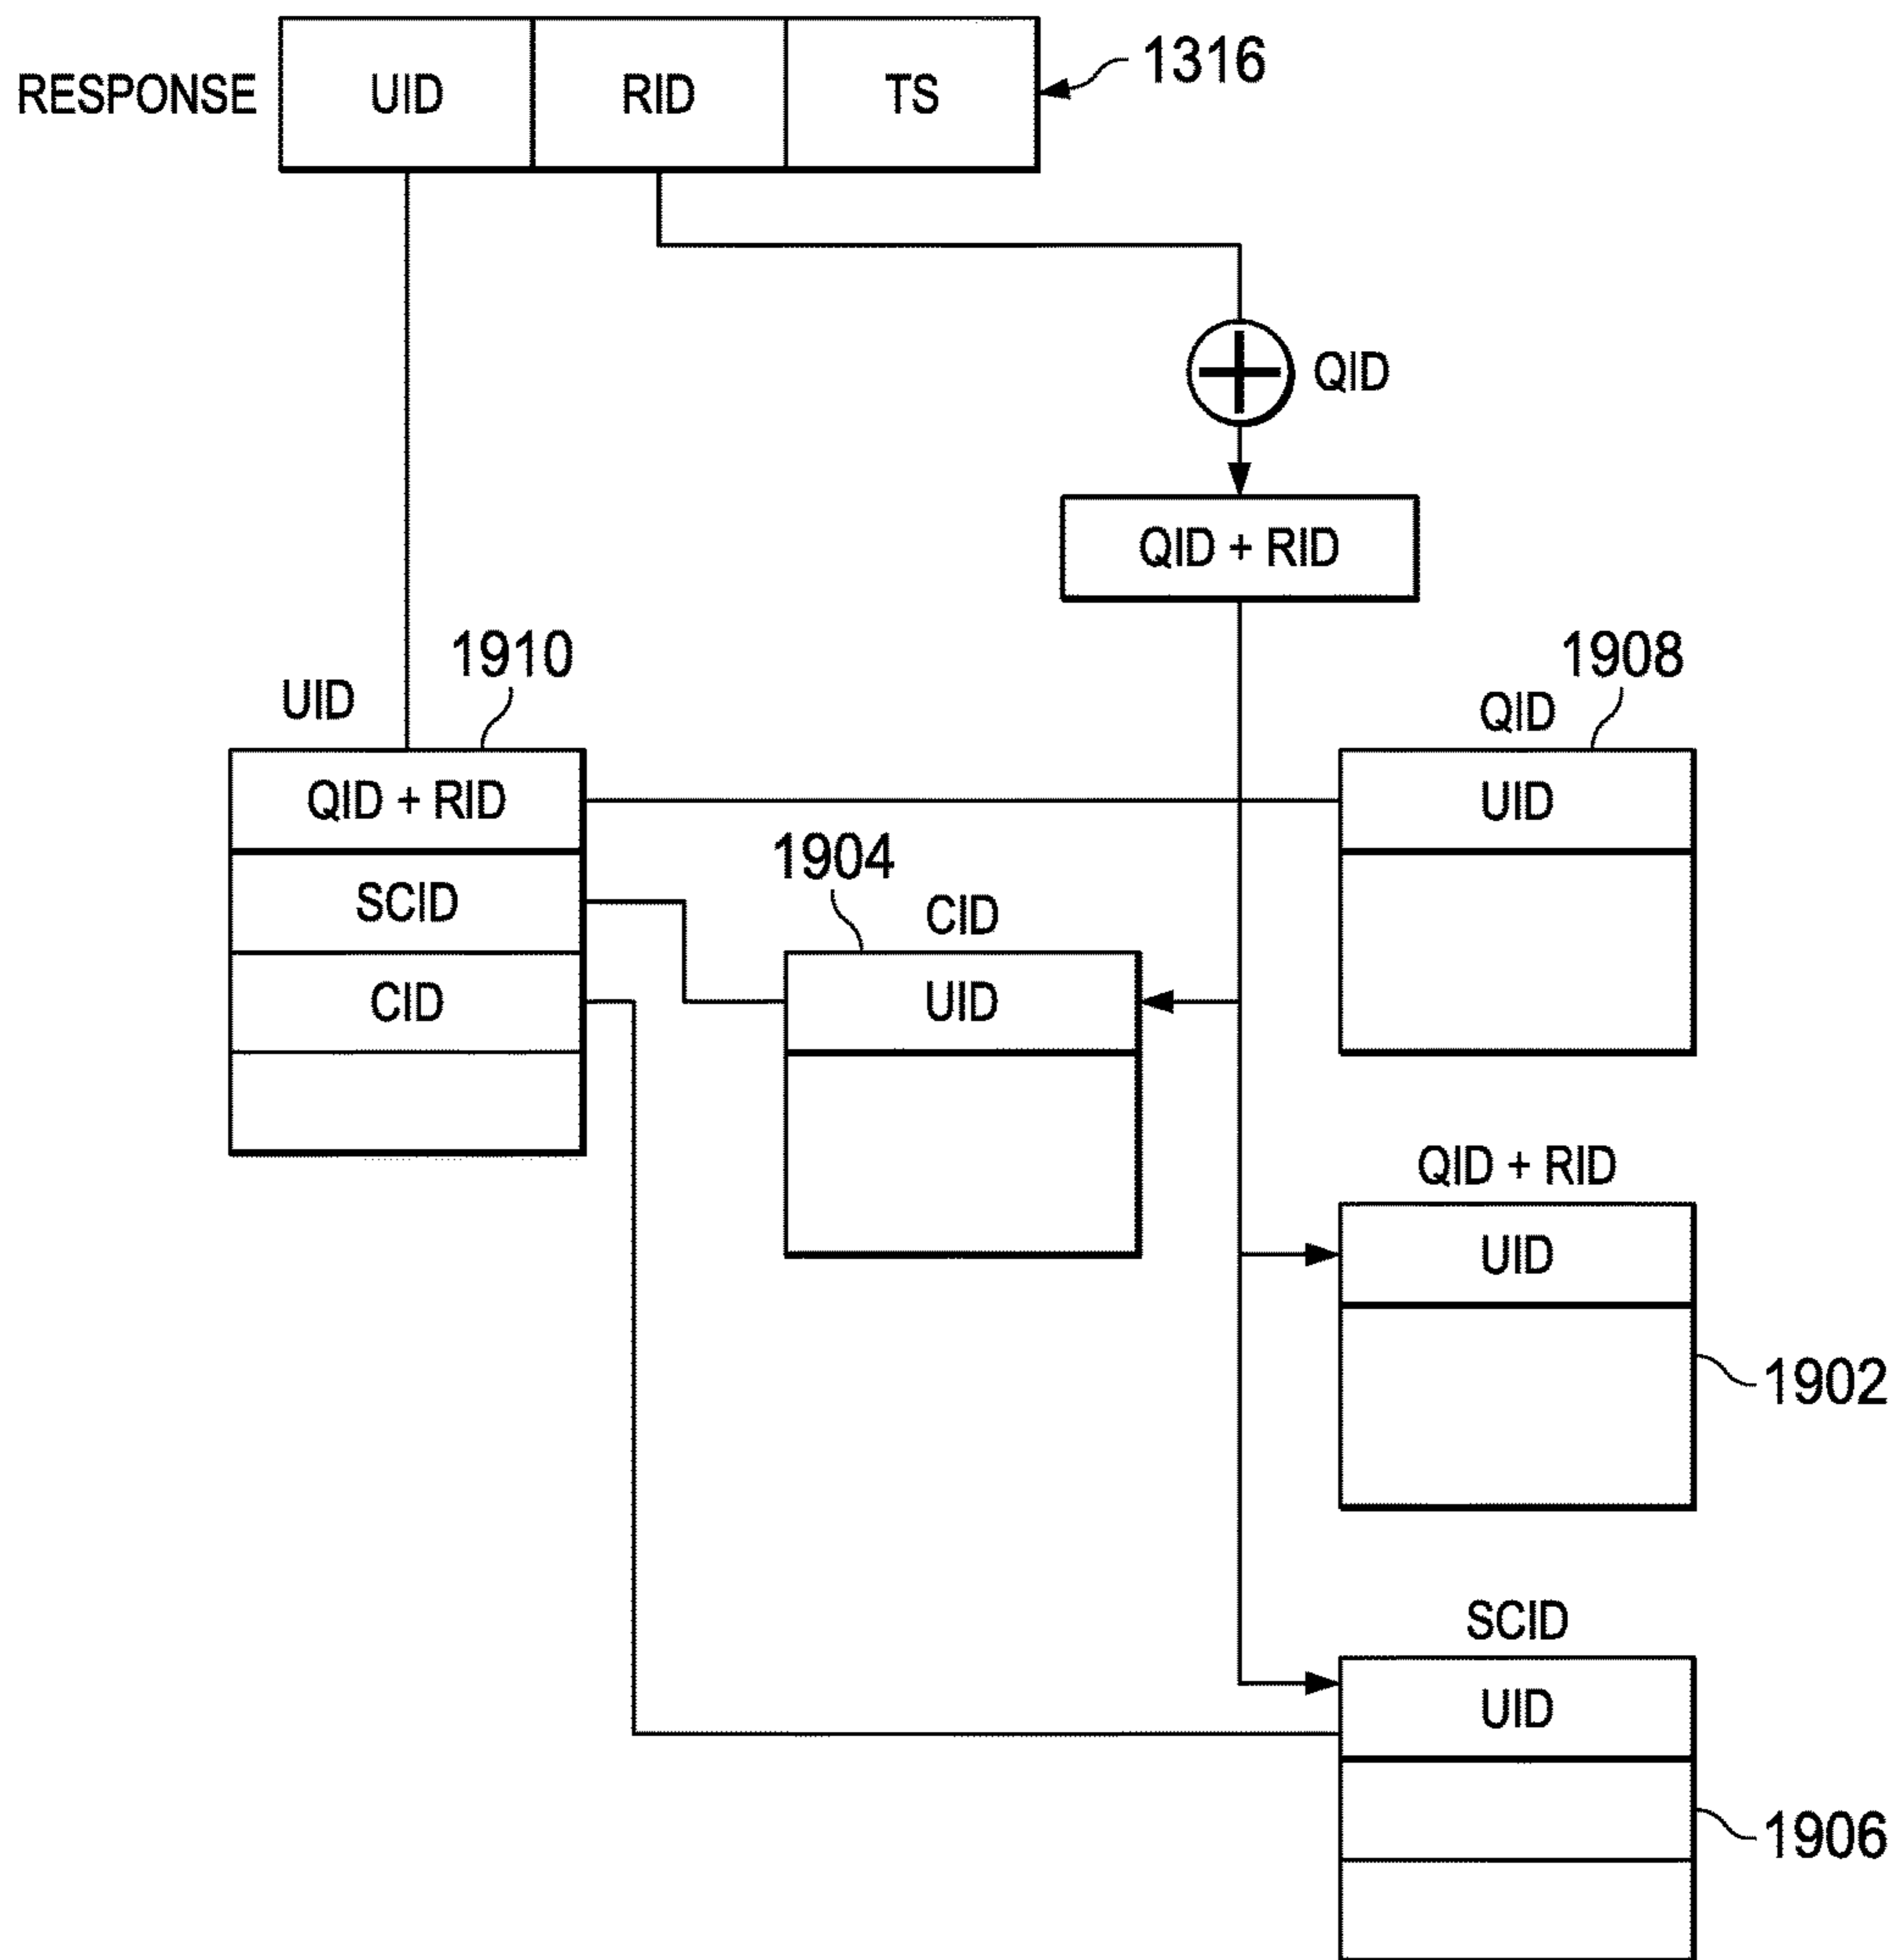 RESPONSE UID RID TS 1316
QID
QID + RID
1910
UID
QID + RID
SCID
CID
1908
QID
UID
1904
CID
UID
QID + RID
UID
1902
SCID
UID
1906